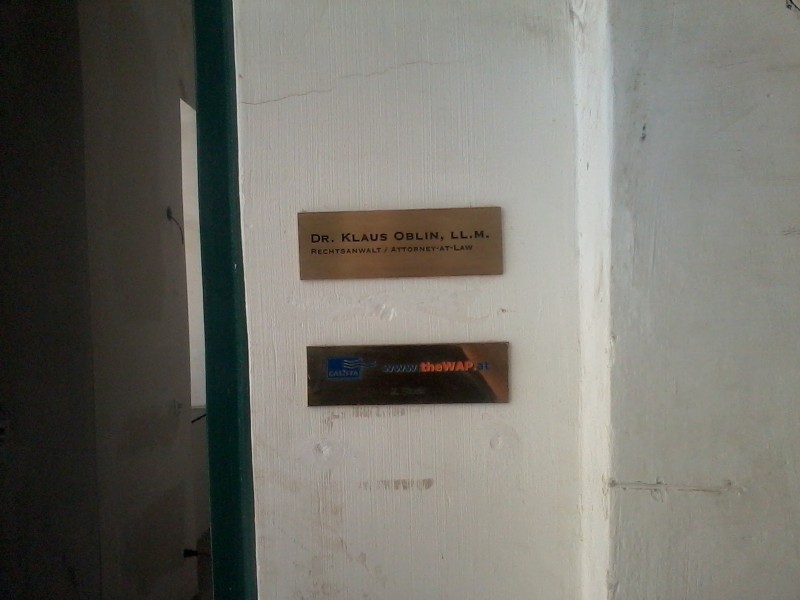 DR. KLAUS OBLIN, LL.M.
RECHTSANWALT / ATTORNEY-AT-LAW
www.theWAP.at